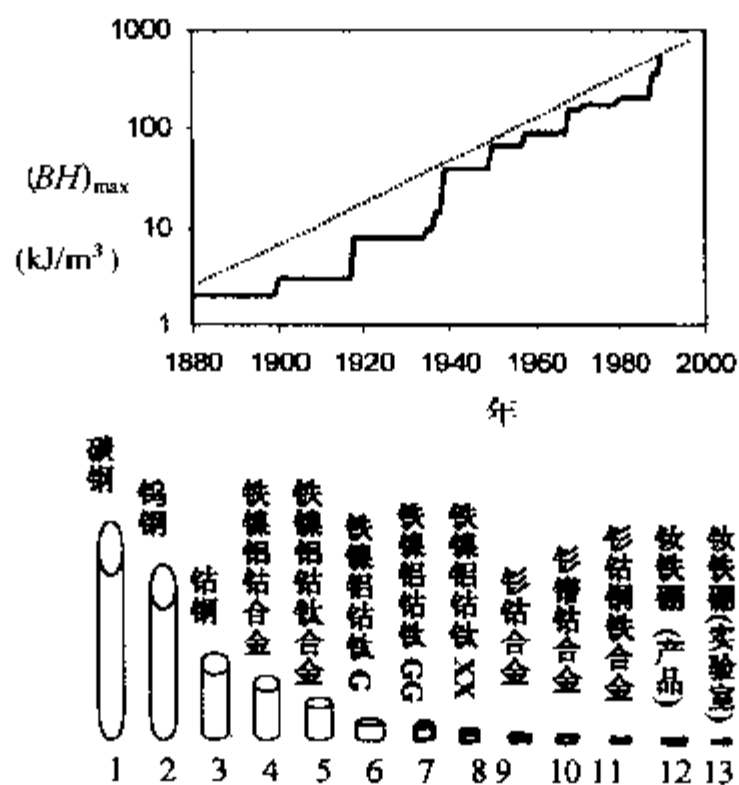 1000
100
(BH)max
10
(kJ/m³)
1
1880 1900 1920 1940 1960 1980 2000
年
碳钢
钨钢
钴钢
铁镍铝钴合金
铁镍铝钴钛合金
铁镍铝钴钛G
铁镍铝钴钛GG
铁镍铝钴钛XX
钐钴合金
钐镨钴合金
钐钴铜铁合金
钕铁硼(产品)
钕铁硼(实验室)
1 2 3 4 5 6 7 8 9 10 11 12 13